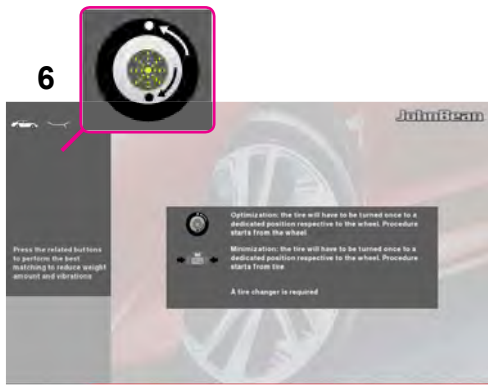 6
JohnBean
Optimization: the tire will have to be turned once to a
dedicated position respective to the wheel. Procedure
starts from the wheel
Minimization: the tire will have to be turned once to a
dedicated position respective to the wheel. Procedure
starts from tire
A tire changer is required
Press the related buttons
to perform the best
matching to reduce weight
amount and vibrations